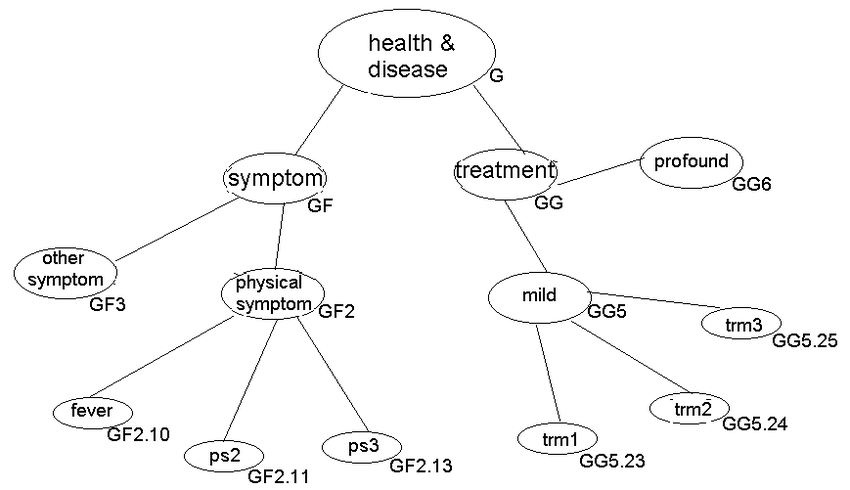 health &
disease
G
symptom
GF
treatment
GG
profound
GG6
other
symptom
GF3
physical
symptom
GF2
mild
GG5
trm3
GG5.25
fever
GF2.10
ps2
GF2.11
ps3
GF2.13
trm1
GG5.23
trm2
GG5.24